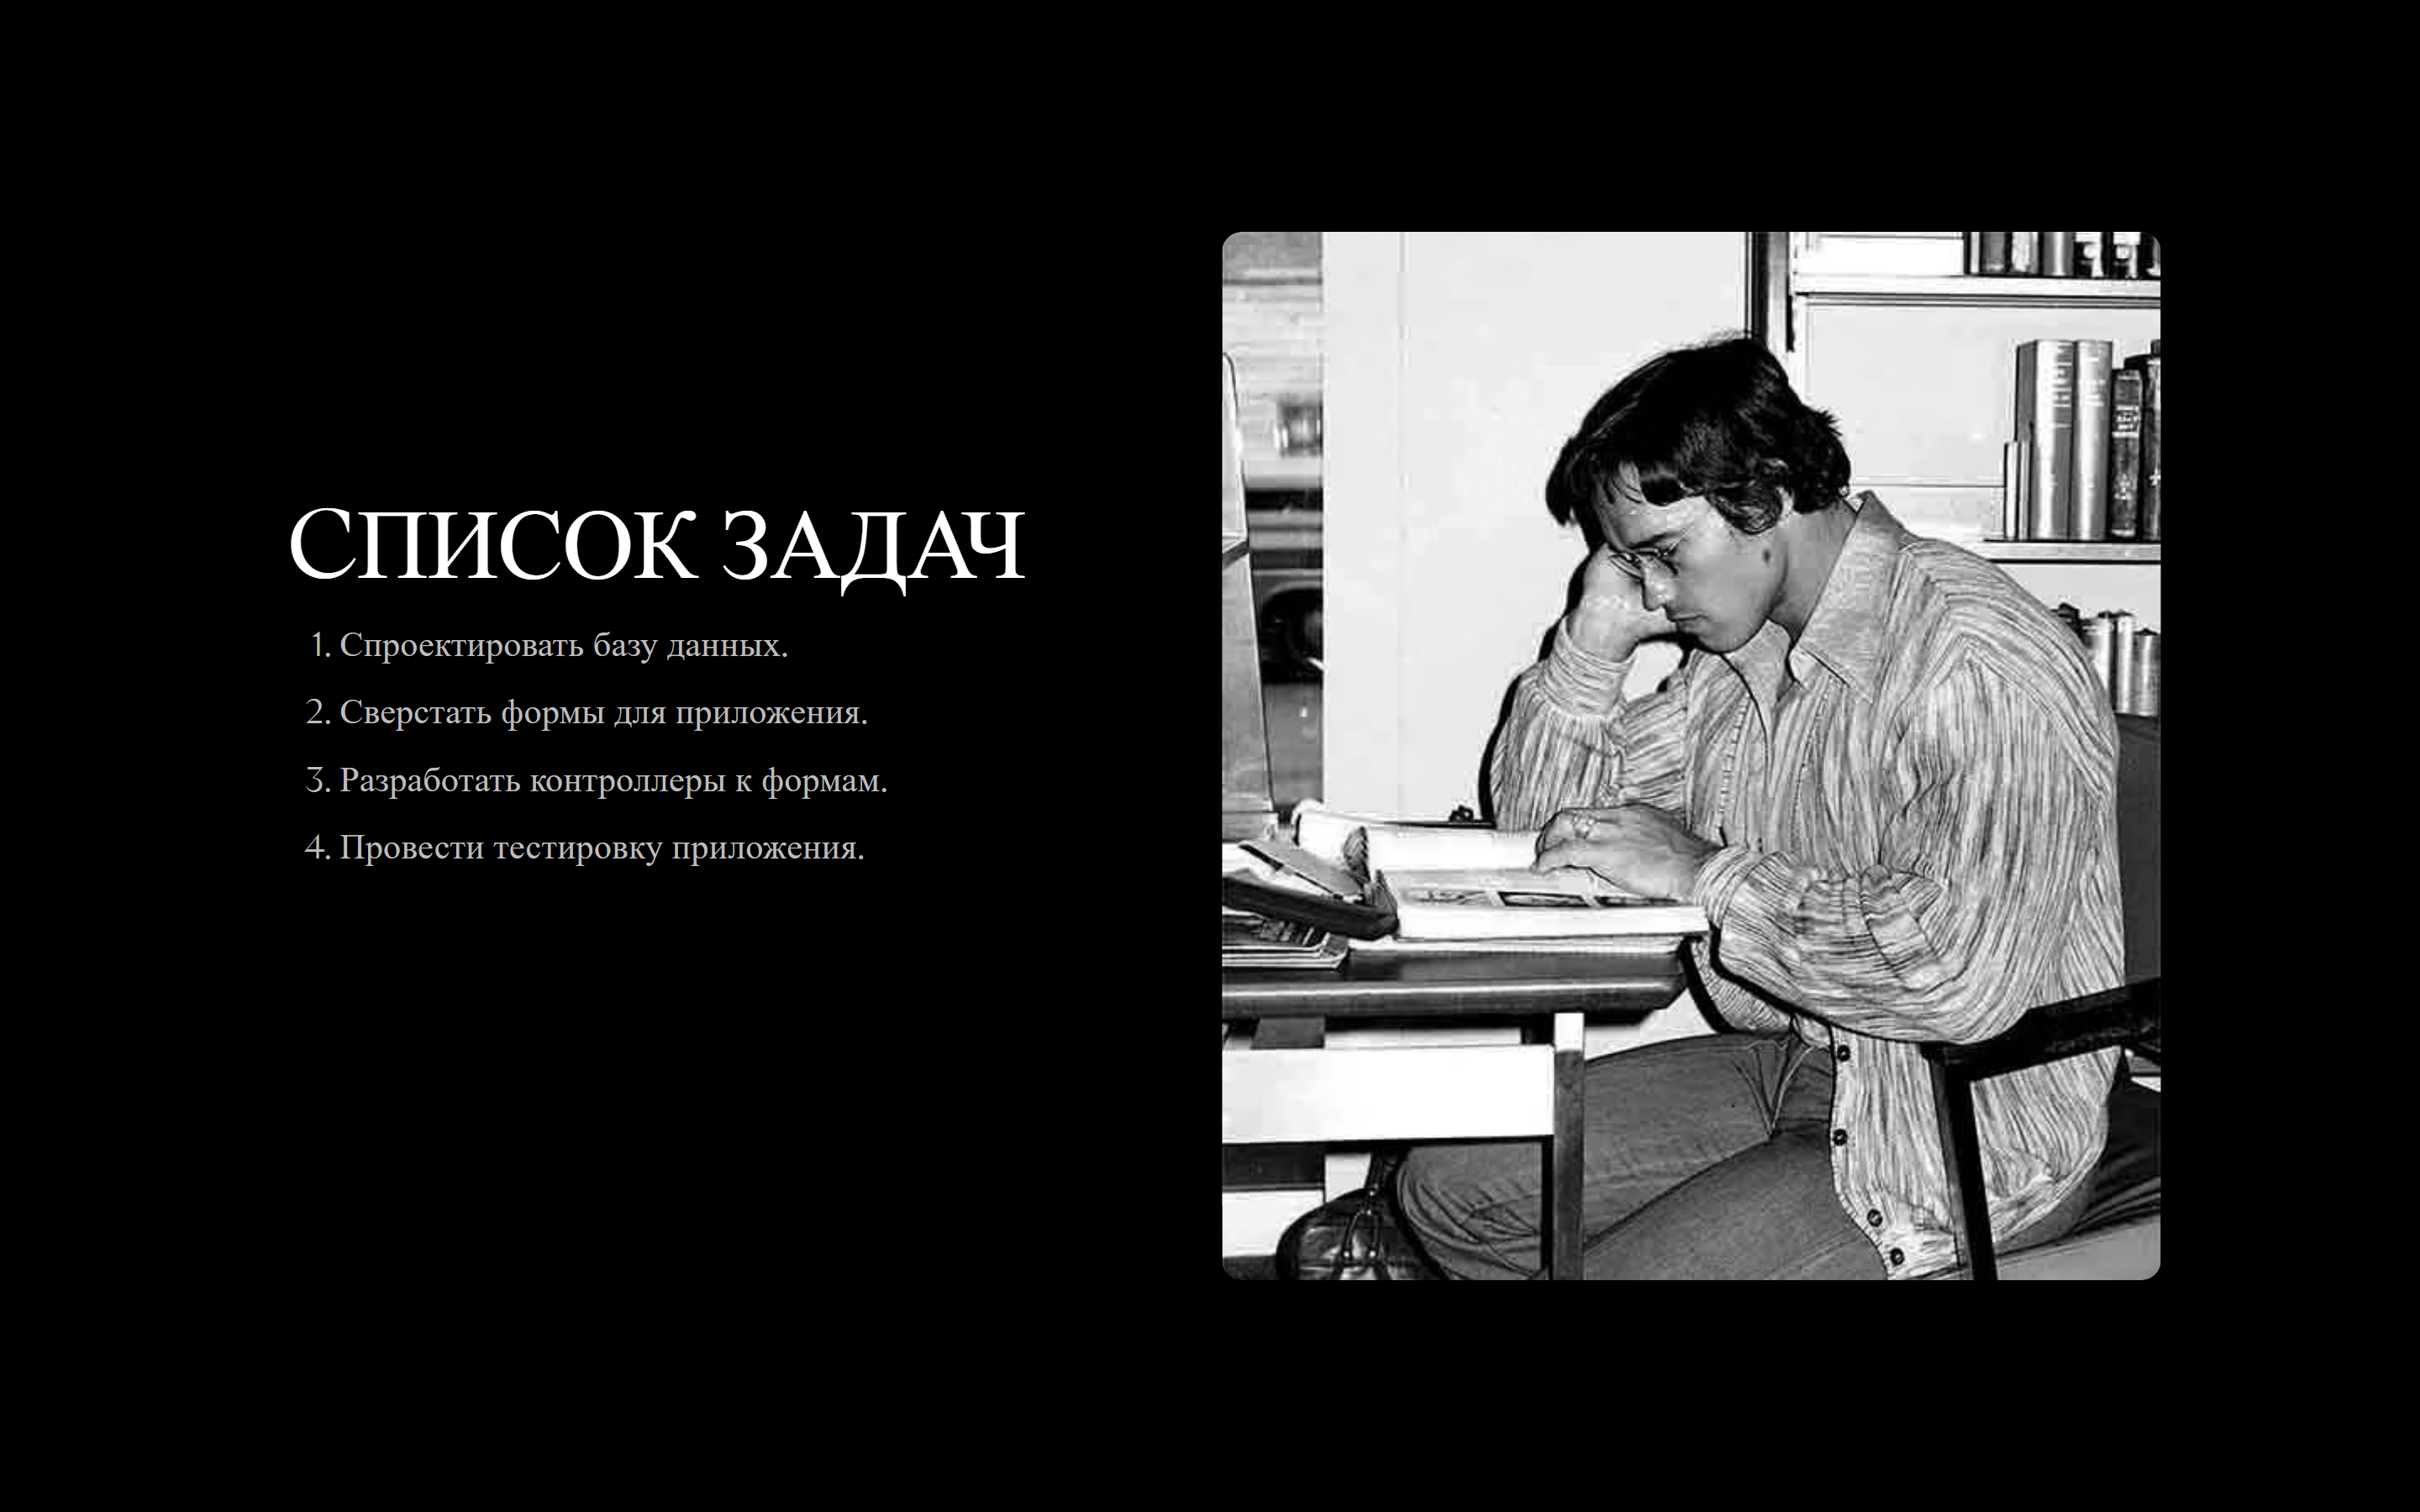 СПИСОК ЗАДАЧ
1. Спроектировать базу данных.
2. Сверстать формы для приложения.
3. Разработать контроллеры к формам.
4. Провести тестировку приложения.